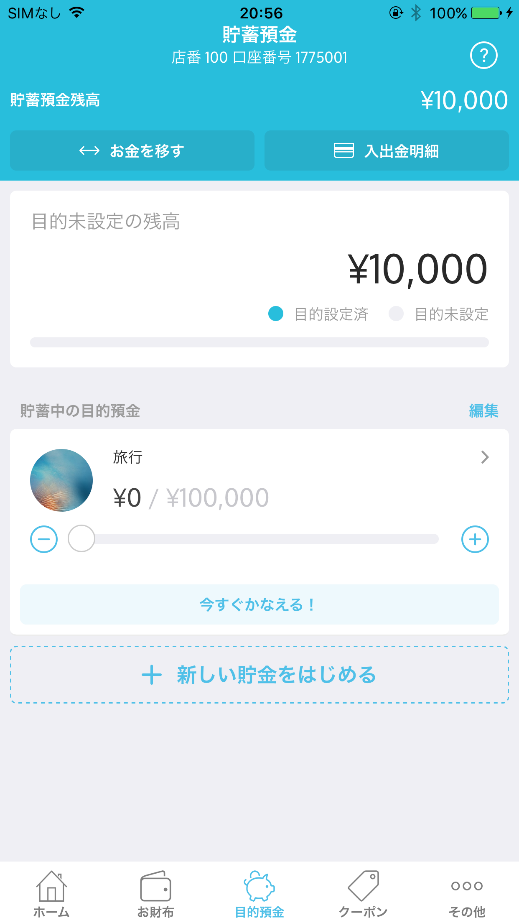 SIMなし 20:56 100%
貯蓄預金
店番 100 口座番号 1775001
?
貯蓄預金残高 ¥10,000
お金を移す 入出金明細
目的未設定の残高
¥10,000
目的設定済 目的未設定
貯蓄中の目的預金 編集
旅行
¥0 / ¥100,000
今すぐかなえる！
＋ 新しい貯金をはじめる
ホーム お財布 目的預金 クーポン その他